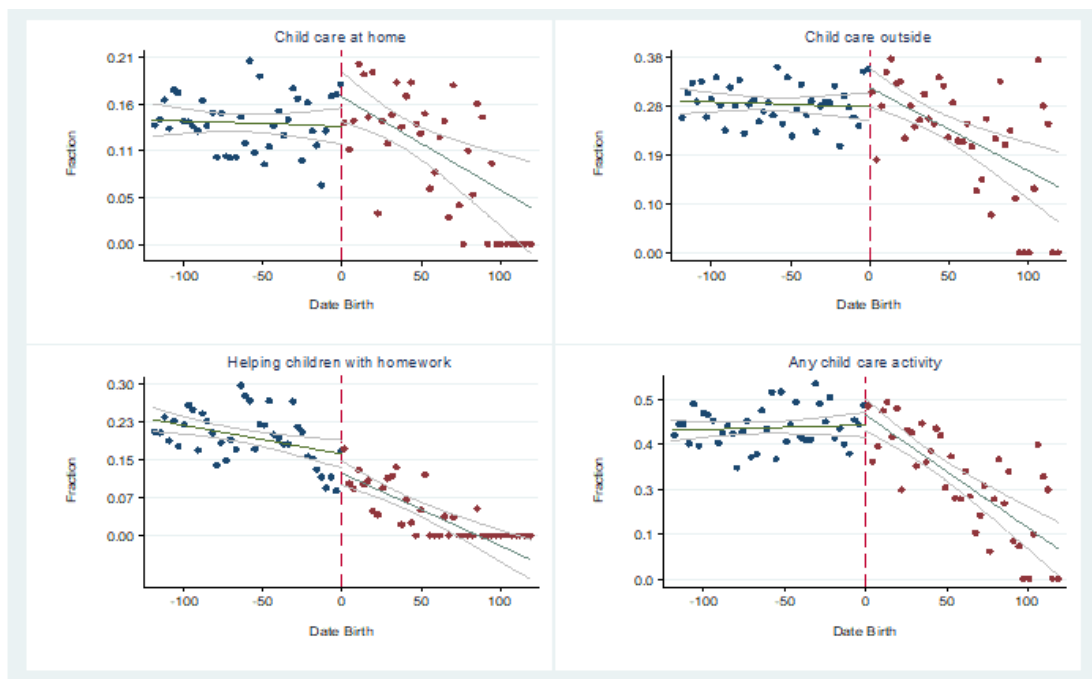 Child care at home
0.21
0.16
0.11
0.05
0.00
Fraction
-100 -50 0 50 100
Date Birth
Child care outside
0.38
0.28
0.19
0.10
0.00
Fraction
-100 -50 0 50 100
Date Birth
Helping children with homework
0.30
0.23
0.15
0.07
0.00
Fraction
-100 -50 0 50 100
Date Birth
Any child care activity
0.5
0.4
0.3
0.1
0.0
Fraction
-100 -50 0 50 100
Date Birth